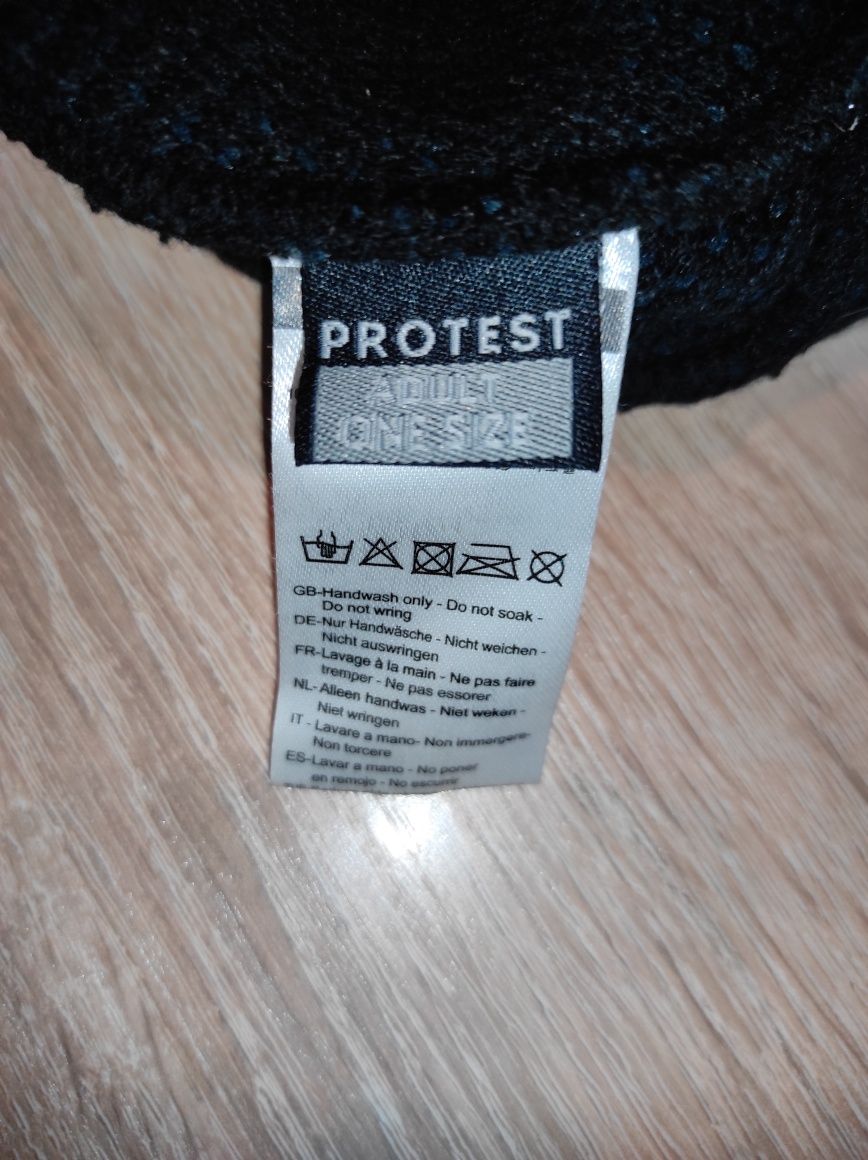 PROTEST
ADULT
ONE SIZE
GB-Handwash only - Do not soak -
Do not wring
DE-Nur Handwäsche - Nicht weichen -
Nicht auswringen
FR-Lavage à la main - Ne pas faire
tremper - Ne pas essorer
NL-Alleen handwas - Niet weken -
Niet wringen
IT - Lavare a mano- Non immergere-
Non torcere
ES-Lavar a mano - No poner
en remojo - No escurrir